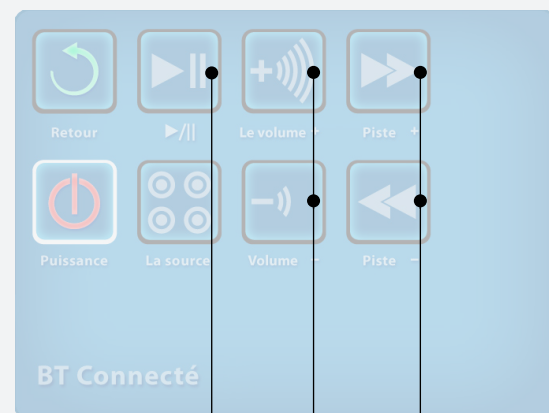 Retour ▶/|| Le volume + Piste +
Puissance La source Volume - Piste -
BT Connecté